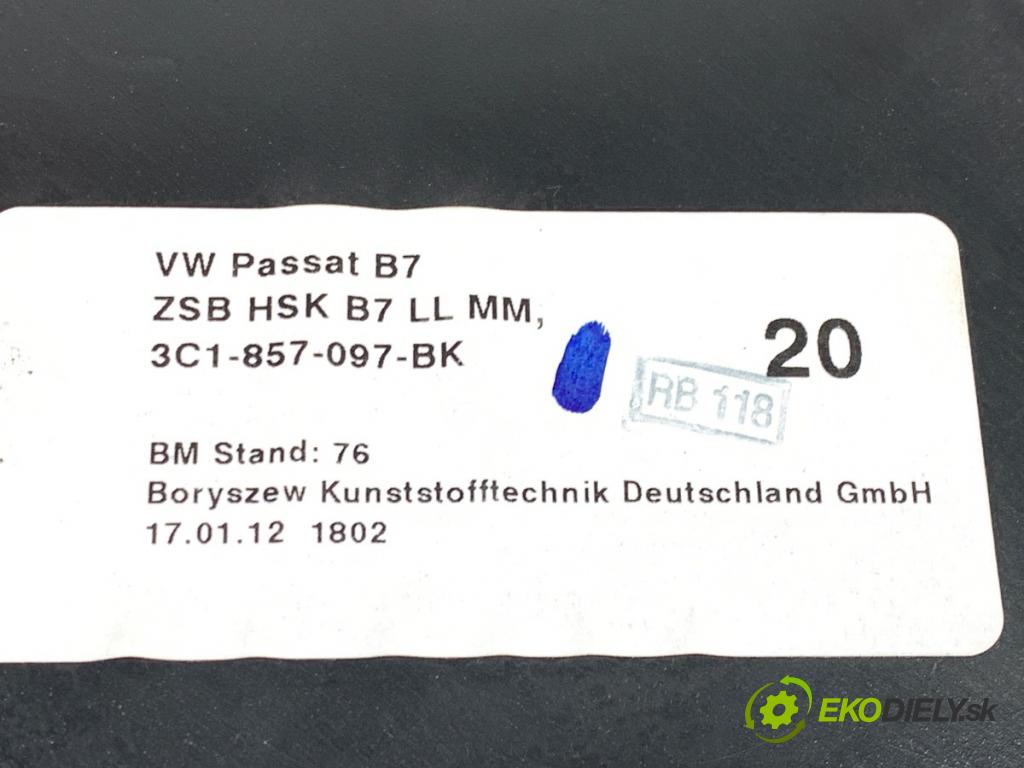 VW Passat B7
ZSB HSK B7 LL MM,
3C1-857-097-BK
20
RB 118
BM Stand: 76
Boryszew Kunststofftechnik Deutschland GmbH
17.01.12 1802
EKODIELY.sk